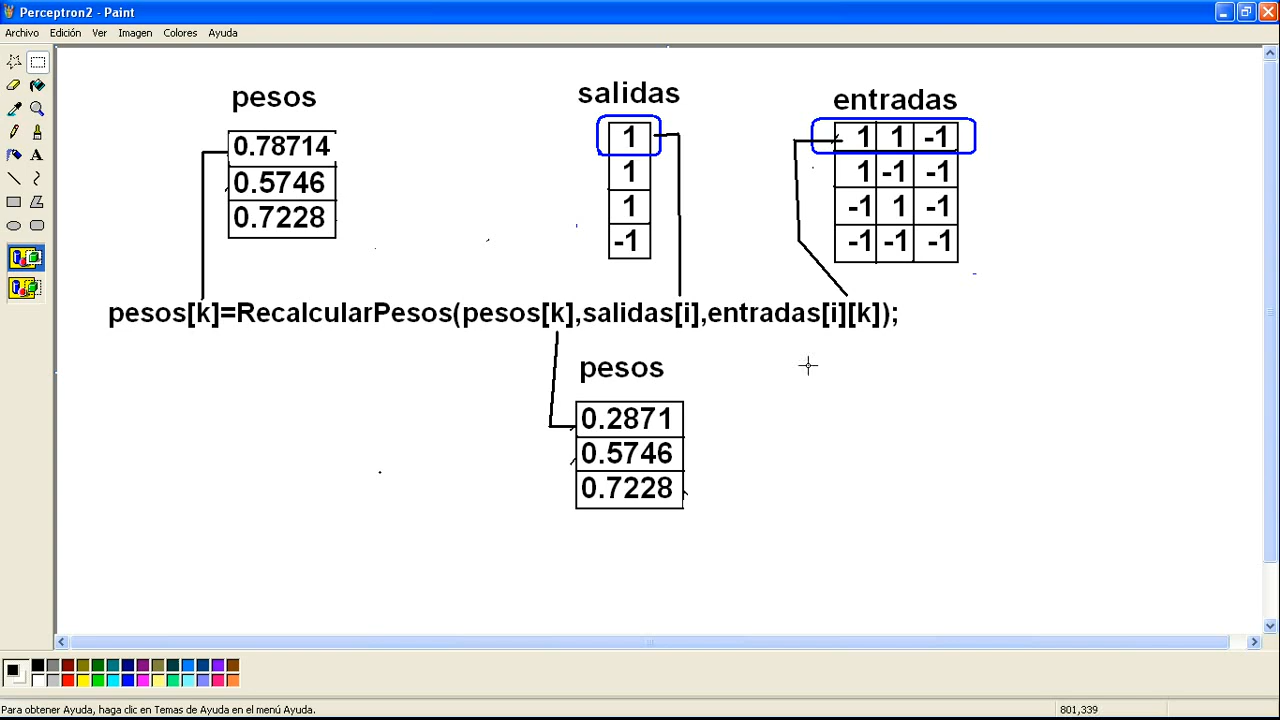 Perceptron2 - Paint
Archivo Edición Ver Imagen Colores Ayuda
pesos
0.78714
0.5746
0.7228
salidas
1
1
1
-1
entradas
1 1 -1
1 -1 -1
-1 1 -1
-1 -1 -1
pesos[k]=RecalcularPesos(pesos[k],salidas[i],entradas[i][k]);
pesos
0.2871
0.5746
0.7228
Para obtener Ayuda, haga clic en Temas de Ayuda en el menú Ayuda.
801,339